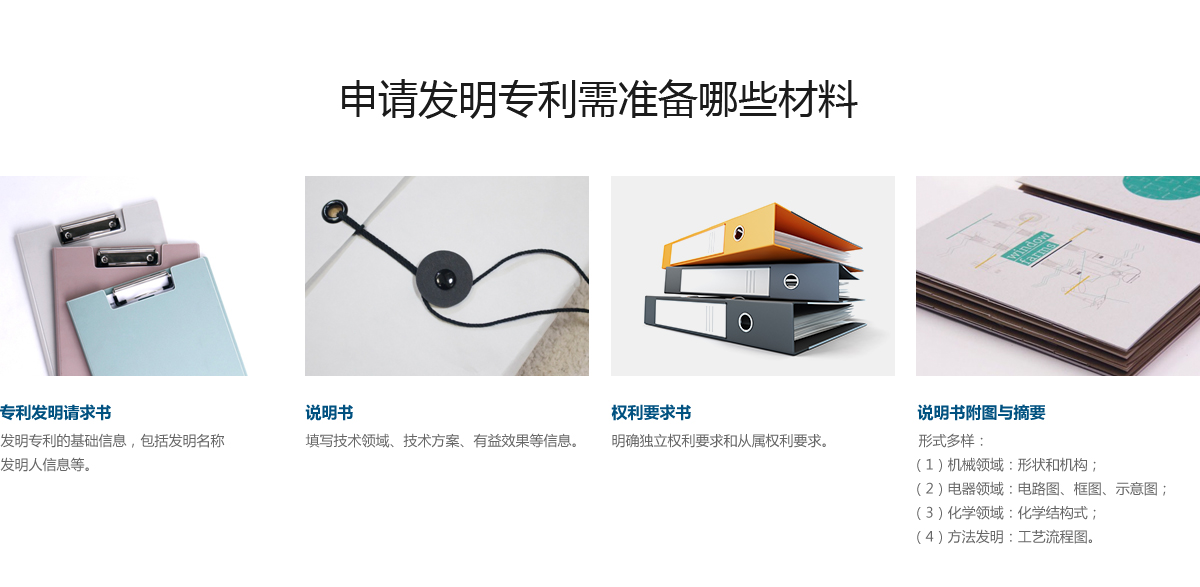 申请发明专利需准备哪些材料
window
farms
专利发明请求书
发明专利的基础信息，包括发明名称
发明人信息等。
说明书
填写技术领域、技术方案、有益效果等信息。
权利要求书
明确独立权利要求和从属权利要求。
说明书附图与摘要
形式多样：
（1）机械领域：形状和机构；
（2）电器领域：电路图、框图、示意图；
（3）化学领域：化学结构式；
（4）方法发明：工艺流程图。